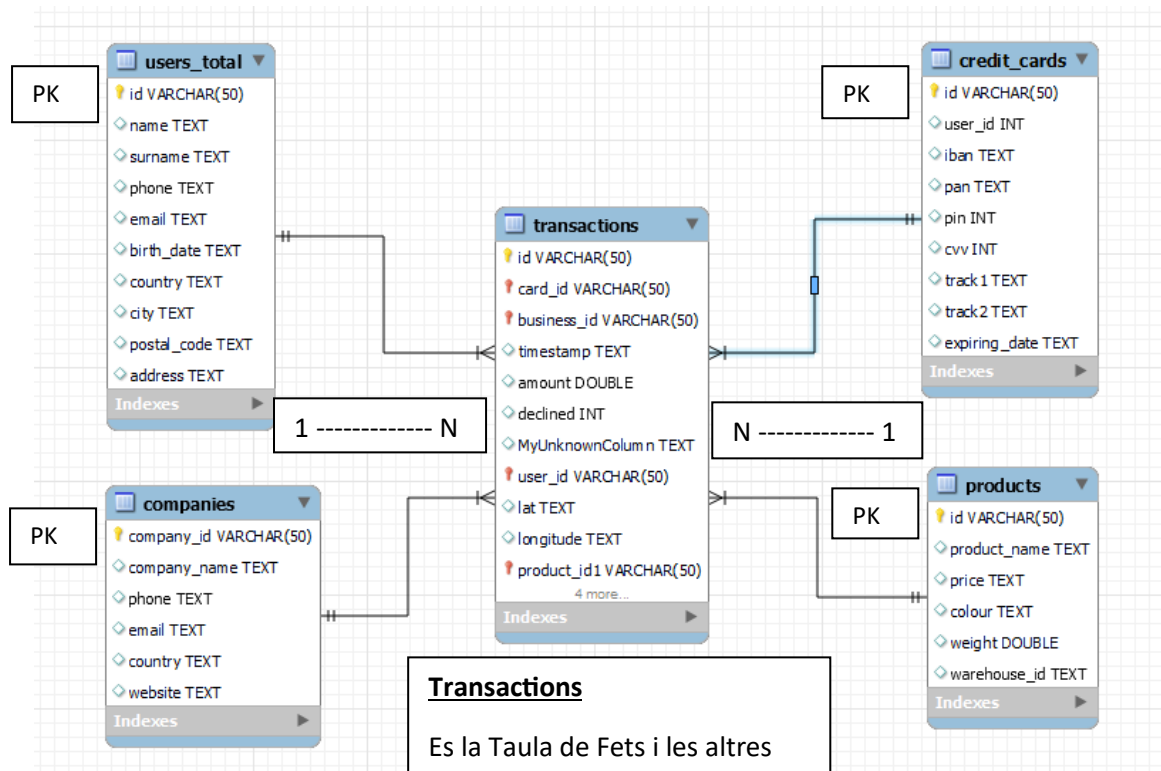 users_total
PK
id VARCHAR(50)
name TEXT
surname TEXT
phone TEXT
email TEXT
birth_date TEXT
country TEXT
city TEXT
postal_code TEXT
address TEXT
Indexes
credit_cards
PK
id VARCHAR(50)
user_id INT
iban TEXT
pan TEXT
pin INT
cvv INT
track1 TEXT
track2 TEXT
expiring_date TEXT
Indexes
transactions
id VARCHAR(50)
card_id VARCHAR(50)
business_id VARCHAR(50)
timestamp TEXT
amount DOUBLE
declined INT
MyUnknownColumn TEXT
user_id VARCHAR(50)
lat TEXT
longitude TEXT
product_id1 VARCHAR(50)
4 more...
Indexes
1 ------------- N
N ------------- 1
companies
PK
company_id VARCHAR(50)
company_name TEXT
phone TEXT
email TEXT
country TEXT
website TEXT
Indexes
products
PK
id VARCHAR(50)
product_name TEXT
price TEXT
colour TEXT
weight DOUBLE
warehouse_id TEXT
Indexes
Transactions
Es la Taula de Fets i les altres